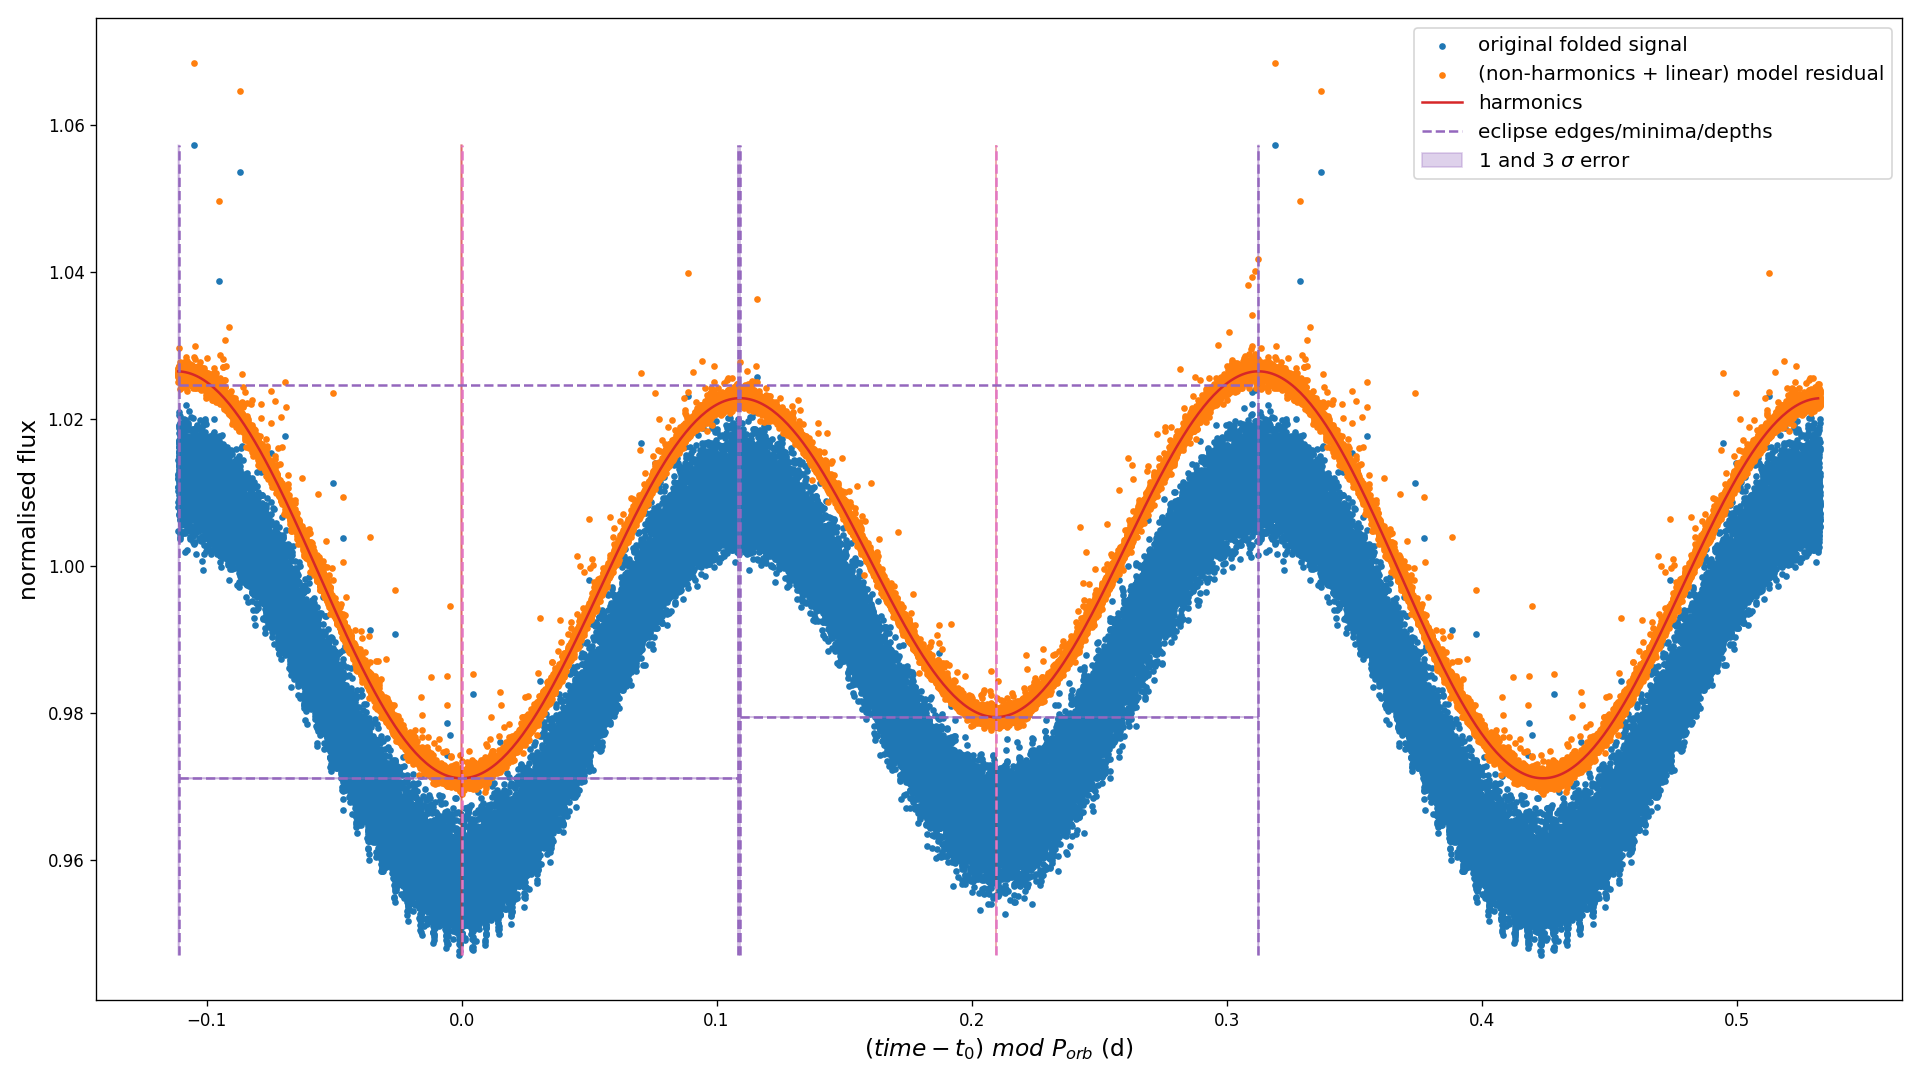 original folded signal
(non-harmonics + linear) model residual
harmonics
eclipse edges/minima/depths
1 and 3 σ error
normalised flux
1.06
1.04
1.02
1.00
0.98
0.96
−0.1
0.0
0.1
0.2
0.3
0.4
0.5
(time − t₀) mod Pₒᵣb (d)